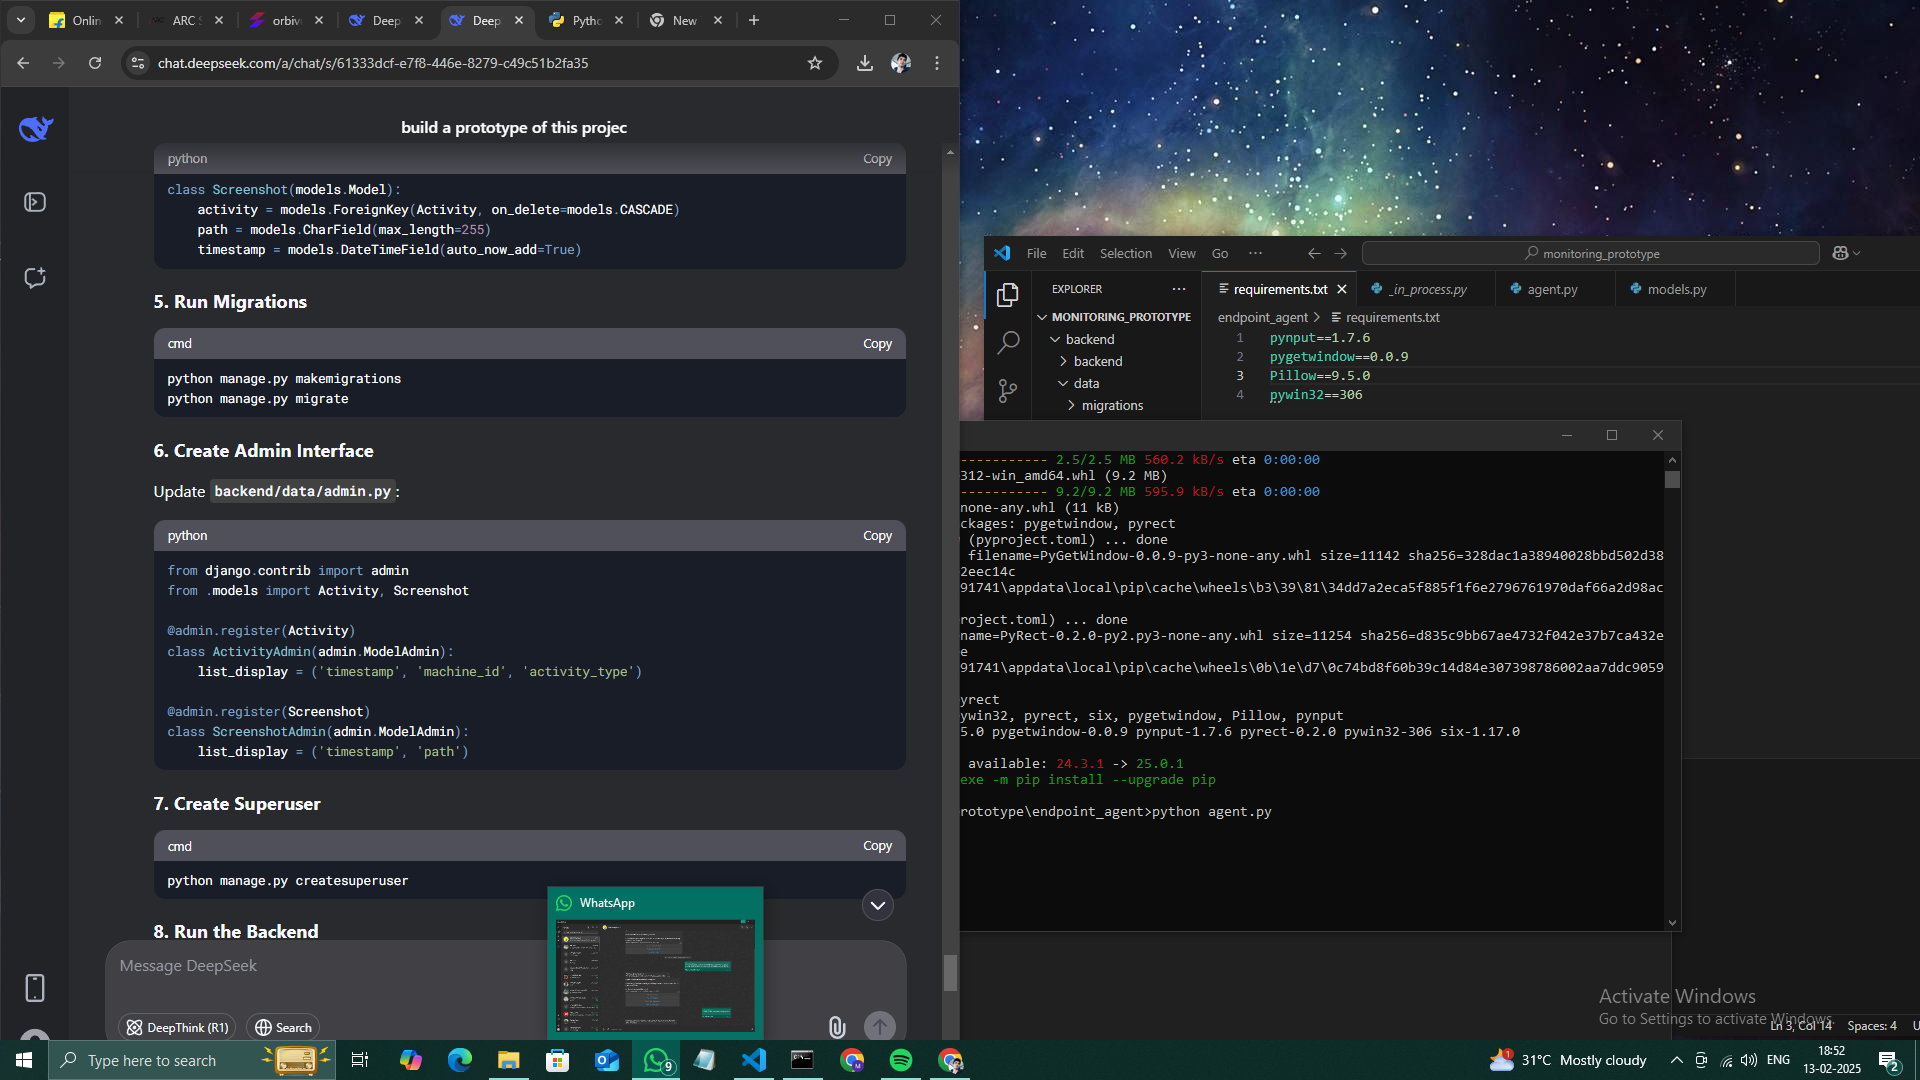 Onlin
ARC S
orbiv
Deep
Deep
Pytho
New
chat.deepseek.com/a/chat/s/61333dcf-e7f8-446e-8279-c49c51b2fa35
build a prototype of this projec
python
Copy
class Screenshot(models.Model):
activity = models.ForeignKey(Activity, on_delete=models.CASCADE)
path = models.CharField(max_length=255)
timestamp = models.DateTimeField(auto_now_add=True)
5. Run Migrations
cmd
Copy
python manage.py makemigrations
python manage.py migrate
6. Create Admin Interface
Update backend/data/admin.py:
python
Copy
from django.contrib import admin
from .models import Activity, Screenshot
@admin.register(Activity)
class ActivityAdmin(admin.ModelAdmin):
list_display = ('timestamp', 'machine_id', 'activity_type')
@admin.register(Screenshot)
class ScreenshotAdmin(admin.ModelAdmin):
list_display = ('timestamp', 'path')
7. Create Superuser
cmd
Copy
python manage.py createsuperuser
8. Run the Backend
Message DeepSeek
DeepThink (R1)
Search
WhatsApp
File Edit Selection View Go ···
monitoring_prototype
EXPLORER
requirements.txt
_in_process.py
agent.py
models.py
MONITORING_PROTOTYPE
backend
backend
data
migrations
endpoint_agent > requirements.txt
1 pynput==1.7.6
2 pygetwindow==0.0.9
3 Pillow==9.5.0
4 pywin32==306
----------- 2.5/2.5 MB 560.2 kB/s eta 0:00:00
312-win_amd64.whl (9.2 MB)
----------- 9.2/9.2 MB 595.9 kB/s eta 0:00:00
none-any.whl (11 kB)
ckages: pygetwindow, pyrect
(pyproject.toml) ... done
filename=PyGetWindow-0.0.9-py3-none-any.whl size=11142 sha256=328dac1a38940028bbd502d38
2eec14c
91741\appdata\local\pip\cache\wheels\b3\39\81\34dd7a2eca5f885f1f6e2796761970daf66a2d98ac
roject.toml) ... done
name=PyRect-0.2.0-py2.py3-none-any.whl size=11254 sha256=d835c9bb67ae4732f042e37b7ca432e
e
91741\appdata\local\pip\cache\wheels\0b\1e\d7\0c74bd8f60b39c14d84e307398786002aa7ddc9059
yrect
ywin32, pyrect, six, pygetwindow, Pillow, pynput
5.0 pygetwindow-0.0.9 pynput-1.7.6 pyrect-0.2.0 pywin32-306 six-1.17.0
available: 24.3.1 -> 25.0.1
exe -m pip install --upgrade pip
rototype\endpoint_agent>python agent.py
Activate Windows
Go to Settings to activate Windows.
Ln 3, Col 14
Spaces: 4
U
Type here to search
9
1
31°C Mostly cloudy
ENG
18:52
13-02-2025
2